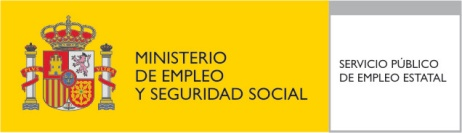 MINISTERIO
DE EMPLEO
Y SEGURIDAD SOCIAL
SERVICIO PÚBLICO
DE EMPLEO ESTATAL